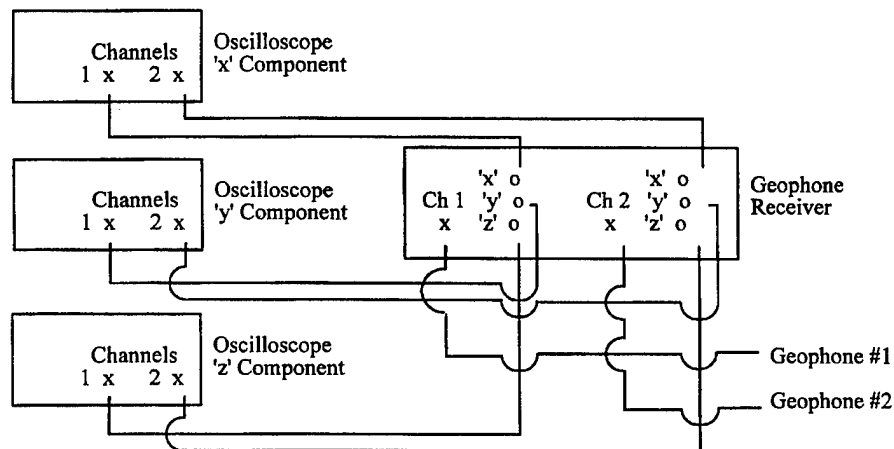 Channels
1 x 2 x
Oscilloscope
'x' Component
Channels
1 x 2 x
Oscilloscope
'y' Component
'x' o
Ch 1 'y' o
x 'z' o
'x' o
Ch 2 'y' o
x 'z' o
Geophone
Receiver
Channels
1 x 2 x
Oscilloscope
'z' Component
Geophone #1
Geophone #2